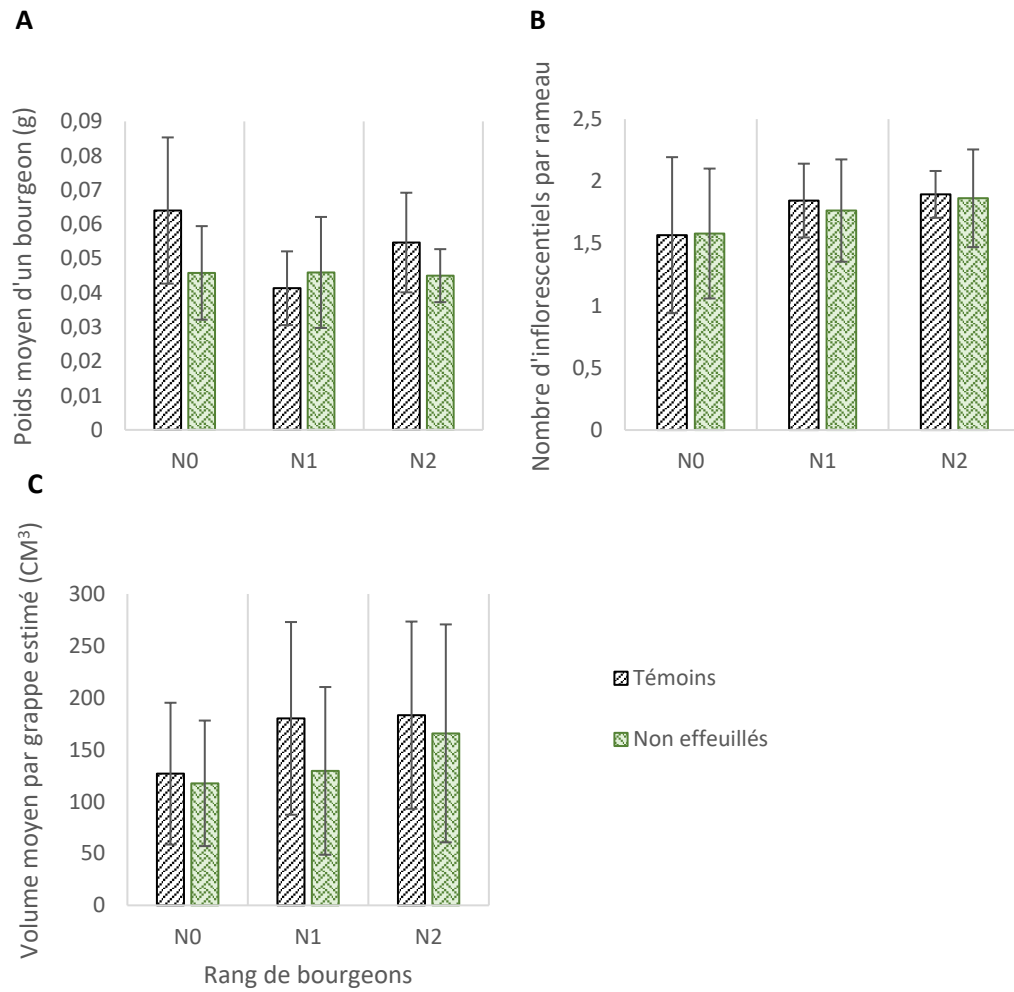 A
Poids moyen d'un bourgeon (g)
0,09
0,08
0,07
0,06
0,05
0,04
0,03
0,02
0,01
0
N0 N1 N2
B
Nombre d'inflorescentiels par rameau
2,5
2
1,5
1
0,5
0
N0 N1 N2
C
Volume moyen par grappe estimé (CM³)
300
250
200
150
100
50
0
N0 N1 N2
Rang de bourgeons
Témoins
Non effeuillés